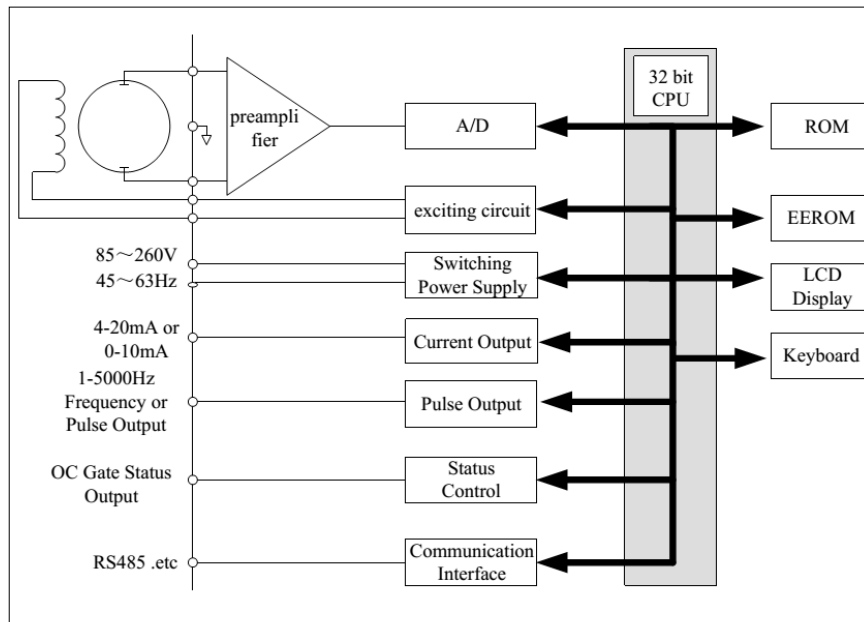 32 bit
CPU
preampli
fier
A/D
ROM
exciting circuit
EEROM
85～260V
45～63Hz
Switching
Power Supply
LCD
Display
4-20mA or
0-10mA
Current Output
Keyboard
1-5000Hz
Frequency or
Pulse Output
Pulse Output
OC Gate Status
Output
Status
Control
RS485 .etc
Communication
Interface